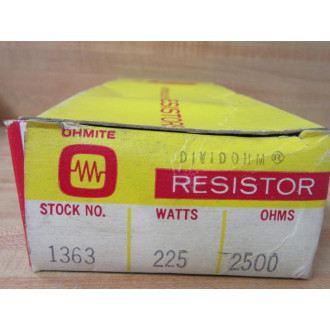 RESISTOR
OHMITE
DIVIDOHM ®
RESISTOR
STOCK NO. WATTS OHMS
1363 225 2500